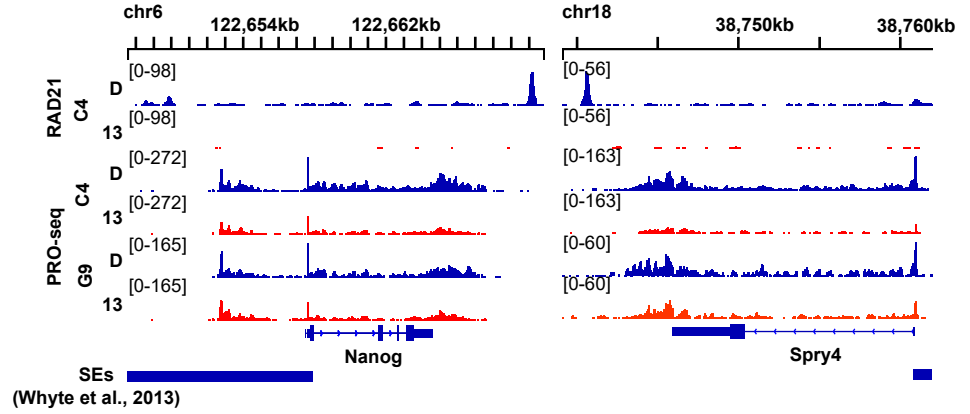 chr6
122,654kb 122,662kb
chr18
38,750kb 38,760kb
RAD21
C4
D [0-98] [0-56]
13 [0-98] [0-56]
PRO-seq
C4
D [0-272] [0-163]
13 [0-272] [0-163]
G9
D [0-165] [0-60]
13 [0-165] [0-60]
Nanog Spry4
SEs
(Whyte et al., 2013)